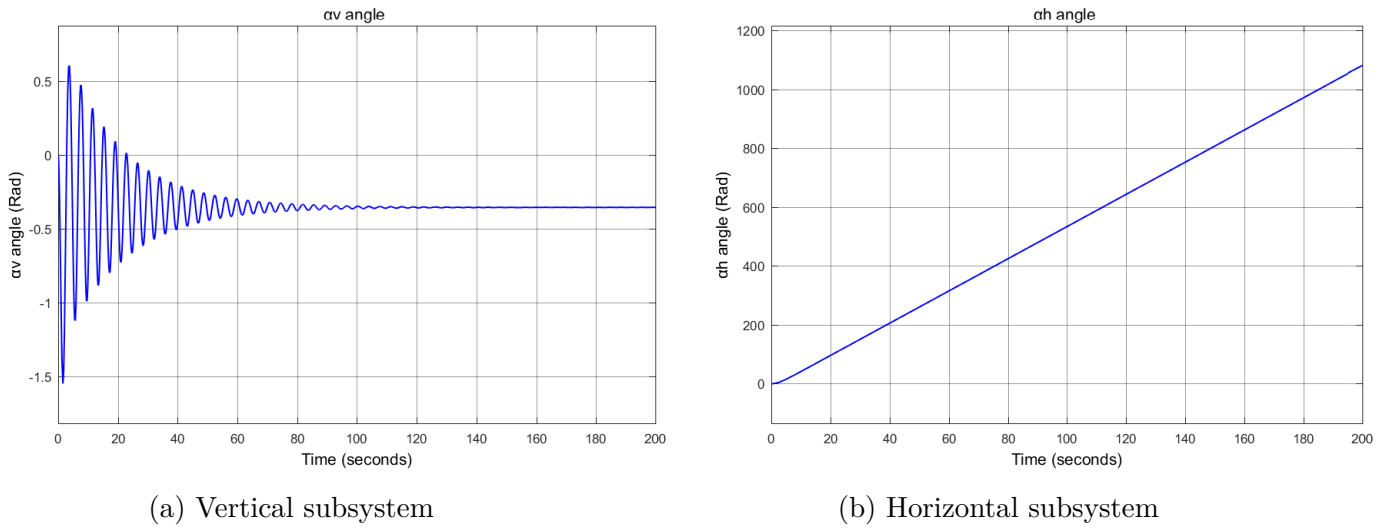 αv angle
0.5
0
-0.5
-1
-1.5
αv angle (Rad)
0 20 40 60 80 100 120 140 160 180 200
Time (seconds)
(a) Vertical subsystem
αh angle
1200
1000
800
600
400
200
0
αh angle (Rad)
0 20 40 60 80 100 120 140 160 180 200
Time (seconds)
(b) Horizontal subsystem